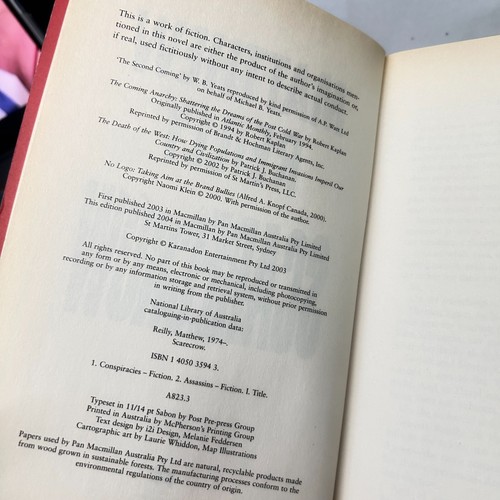 This is a work of fiction. Characters, institutions and organisations men-
tioned in this novel are either the product of the author's imagination or,
if real, used fictitiously without any intent to describe actual conduct.
'The Second Coming' by W. B. Yeats reproduced by kind permission of A.P. Watt Ltd
on behalf of Michael B. Yeats.
The Coming Anarchy: Shattering the Dreams of the Post Cold War by Robert Kaplan
Originally published in Atlantic Monthly, February 1994.
Copyright © 1994 by Robert Kaplan
Reprinted by permission of Brandt & Hochman Literary Agents, Inc.
The Death of the West: How Dying Populations and Immigrant Invasions Imperil Our
Country and Civilization by Patrick J. Buchanan.
Copyright © 2002 by Patrick J. Buchanan.
Reprinted by permission of St Martin's Press, LLC.
No Logo: Taking Aim at the Brand Bullies (Alfred A. Knopf Canada, 2000).
Copyright Naomi Klein © 2000. With permission of the author.
First published 2003 in Macmillan by Pan Macmillan Australia Pty Limited
This edition published 2004 in Macmillan by Pan Macmillan Australia Pty Limited
St Martins Tower, 31 Market Street, Sydney
Copyright © Karanadon Entertainment Pty Ltd 2003
All rights reserved. No part of this book may be reproduced or transmitted in
any form or by any means, electronic or mechanical, including photocopying,
recording or by any information storage and retrieval system, without prior permission
in writing from the publisher.
National Library of Australia
cataloguing-in-publication data:
Reilly, Matthew, 1974–.
Scarecrow.
ISBN 1 4050 3594 3.
1. Conspiracies – Fiction. 2. Assassins – Fiction. I. Title.
A823.3
Typeset in 11/14 pt Sabon by Post Pre-press Group
Printed in Australia by McPherson's Printing Group
Text design by i2i Design, Melanie Feddersen
Cartographic art by Laurie Whiddon, Map Illustrations
Papers used by Pan Macmillan Australia Pty Ltd are natural, recyclable products made
from wood grown in sustainable forests. The manufacturing processes conform to the
environmental regulations of the country of origin.